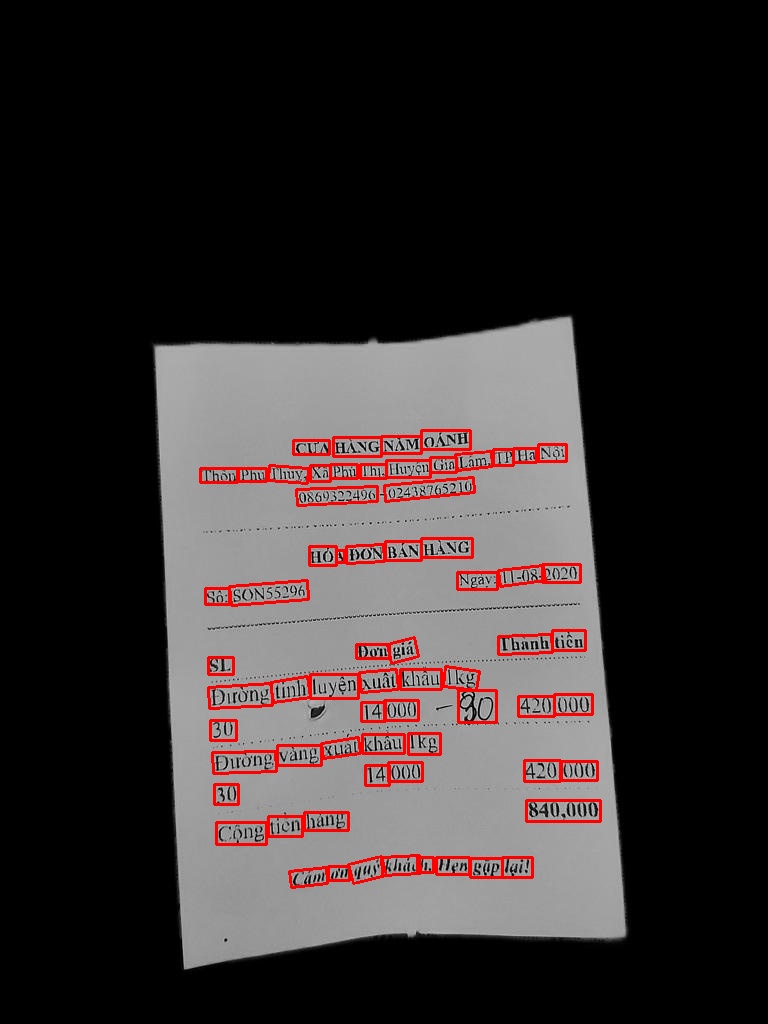 CỬA HÀNG NĂM OÁNH
Thôn Phú Thụy, Xã Phú Thị, Huyện Gia Lâm, TP Hà Nội
0869322496 - 02438765210
HÓA ĐƠN BÁN HÀNG
Số: SON55296 Ngày: 11-08-2020
SL Đơn giá Thành tiền
Đường tinh luyện xuất khẩu 1kg
30 14,000 - 30 420,000
Đường vàng xuất khẩu 1kg
30 14,000 420,000
Cộng tiền hàng 840,000
Cảm ơn quý khách. Hẹn gặp lại!